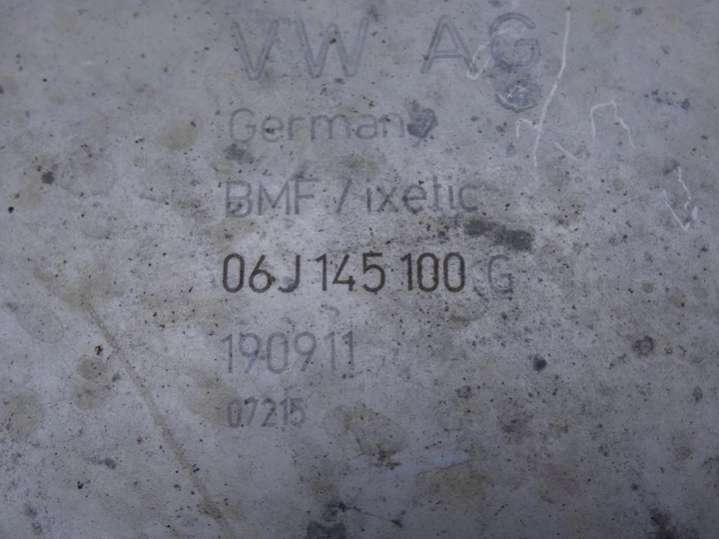 VW AG
Germany
BMF / ixetic
06J 145 100 G
190911
07215